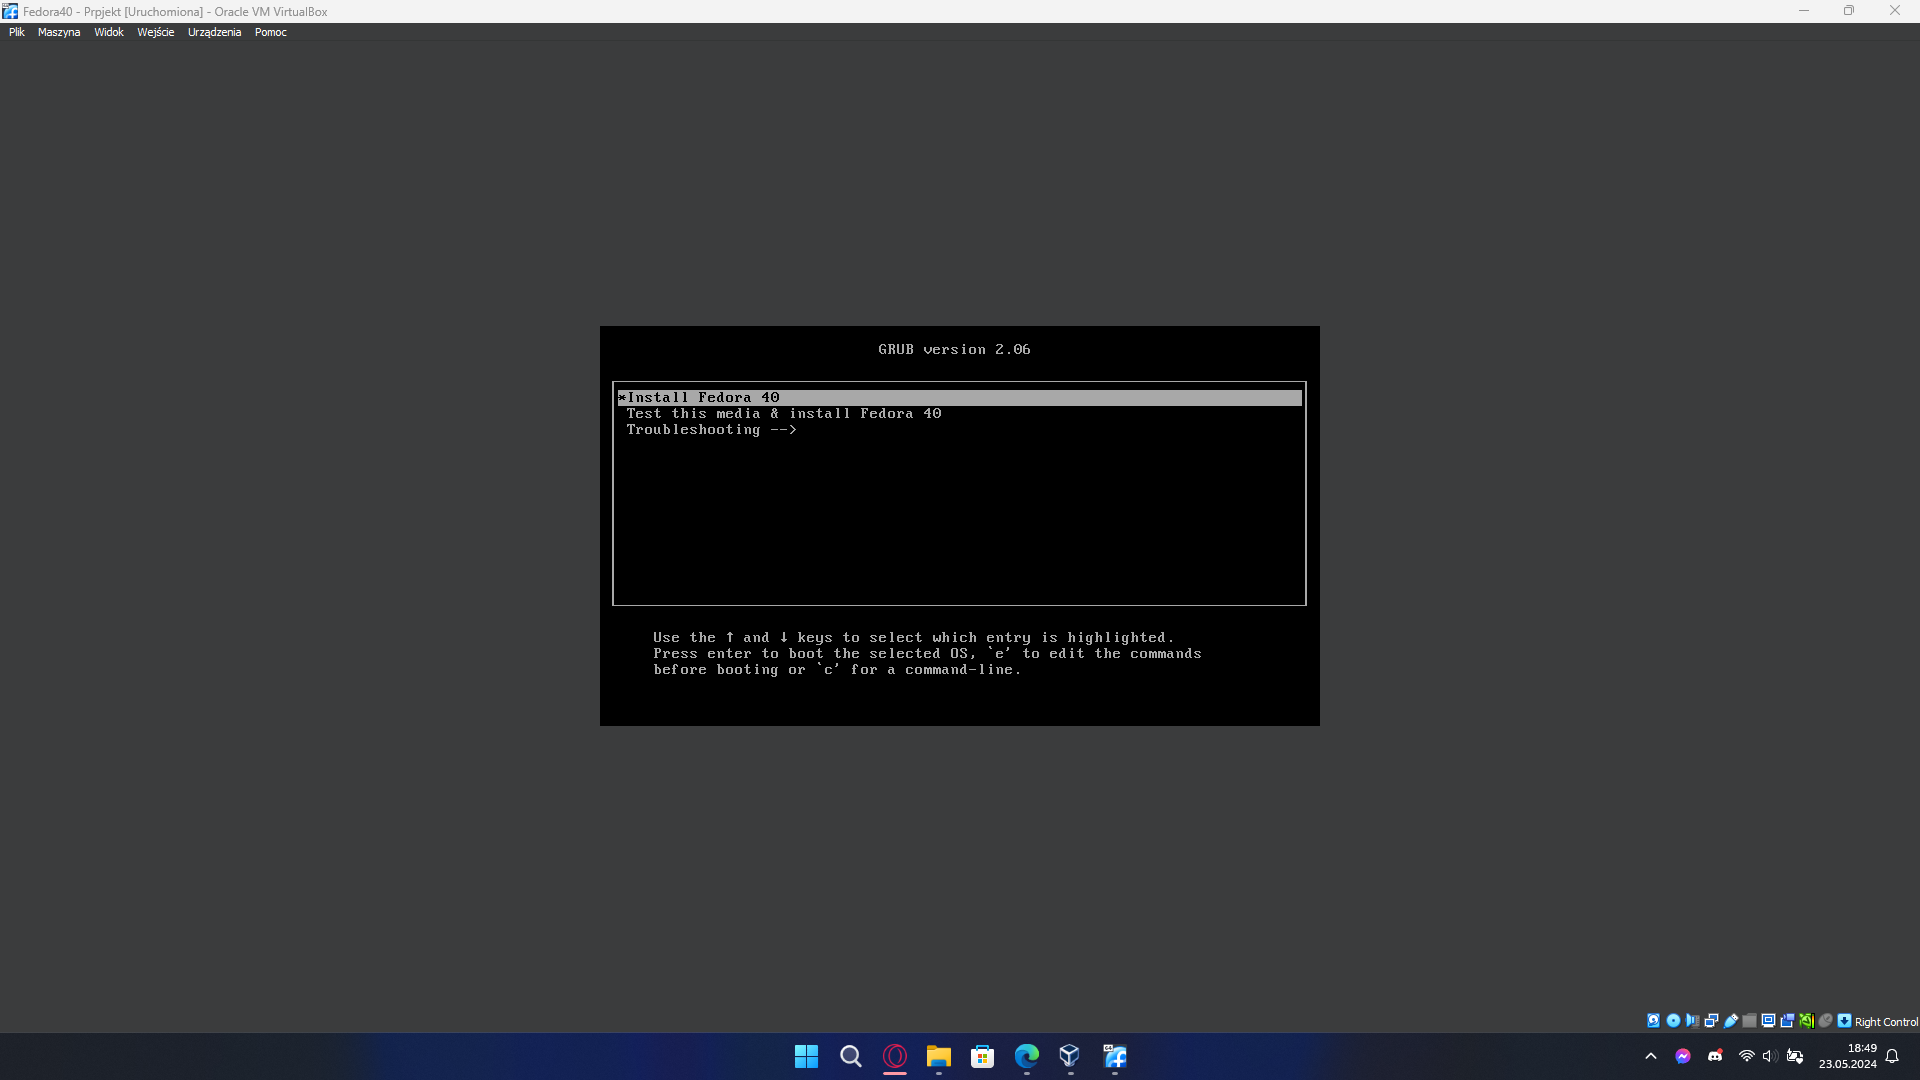 Fedora40 - Prpjekt [Uruchomiona] - Oracle VM VirtualBox
Plik Maszyna Widok Wejście Urządzenia Pomoc
GRUB version 2.06
*Install Fedora 40
Test this media & install Fedora 40
Troubleshooting -->
Use the ↑ and ↓ keys to select which entry is highlighted.
Press enter to boot the selected OS, `e' to edit the commands
before booting or `c' for a command-line.
Right Control
18:49
23.05.2024